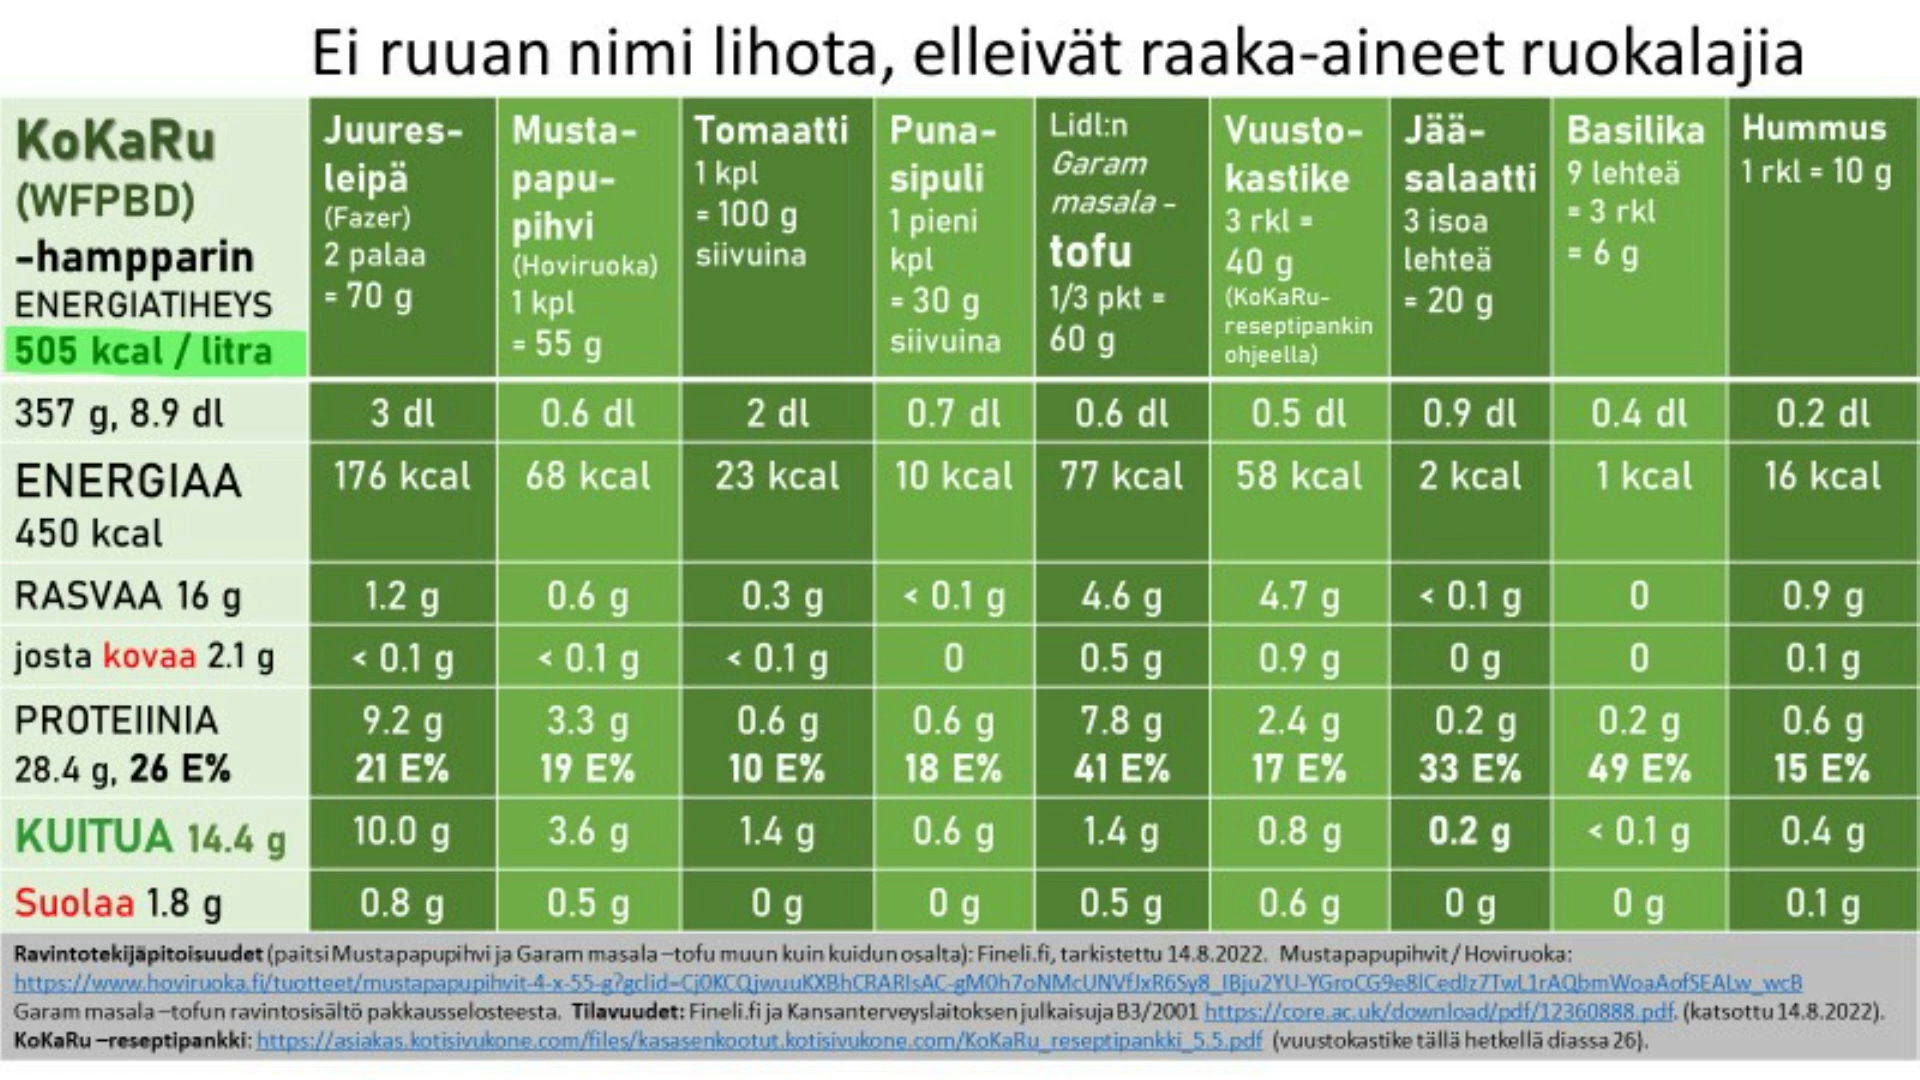 Ei ruuan nimi lihota, elleivät raaka-aineet ruokalajia
KoKaRu
(WFPBD)
-hampparin
ENERGIATIHEYS
505 kcal / litra
Juures-
leipä
(Fazer)
2 palaa
= 70 g
Musta-
papu-
pihvi
(Hoviruoka)
1 kpl
= 55 g
Tomaatti
1 kpl
= 100 g
siivuina
Puna-
sipuli
1 pieni
kpl
= 30 g
siivuina
Lidl:n
Garam
masala -
tofu
1/3 pkt =
60 g
Vuusto-
kastike
3 rkl =
40 g
(KoKaRu-
reseptipankin
ohjeella)
Jää-
salaatti
3 isoa
lehteä
= 20 g
Basilika
9 lehteä
= 3 rkl
= 6 g
Hummus
1 rkl = 10 g
357 g, 8.9 dl 3 dl 0.6 dl 2 dl 0.7 dl 0.6 dl 0.5 dl 0.9 dl 0.4 dl 0.2 dl
ENERGIAA 176 kcal 68 kcal 23 kcal 10 kcal 77 kcal 58 kcal 2 kcal 1 kcal 16 kcal
450 kcal
RASVAA 16 g 1.2 g 0.6 g 0.3 g < 0.1 g 4.6 g 4.7 g < 0.1 g 0 0.9 g
josta kovaa 2.1 g < 0.1 g < 0.1 g < 0.1 g 0 0.5 g 0.9 g 0 g 0 0.1 g
PROTEIINIA 9.2 g 3.3 g 0.6 g 0.6 g 7.8 g 2.4 g 0.2 g 0.2 g 0.6 g
28.4 g, 26 E% 21 E% 19 E% 10 E% 18 E% 41 E% 17 E% 33 E% 49 E% 15 E%
KUITUA 14.4 g 10.0 g 3.6 g 1.4 g 0.6 g 1.4 g 0.8 g 0.2 g < 0.1 g 0.4 g
Suolaa 1.8 g 0.8 g 0.5 g 0 g 0 g 0.5 g 0.6 g 0 g 0 g 0.1 g
Ravintotekijäpitoisuudet (paitsi Mustapapupihvi ja Garam masala –tofu muun kuin kuidun osalta): Fineli.fi, tarkistettu 14.8.2022. Mustapapupihvit / Hoviruoka:
Garam masala –tofun ravintosisältö pakkausselosteesta. Tilavuudet: Fineli.fi ja Kansanterveyslaitoksen julkaisuja B3/2001 https://core.ac.uk/download/pdf/12360888.pdf. (katsottu 14.8.2022).
KoKaRu –reseptipankki: https://asiakas.kotisivukone.com/files/kasasenkootut.kotisivukone.com/KoKaRu_reseptipankki_5.5.pdf (vuustokastike tällä hetkellä diassa 26).